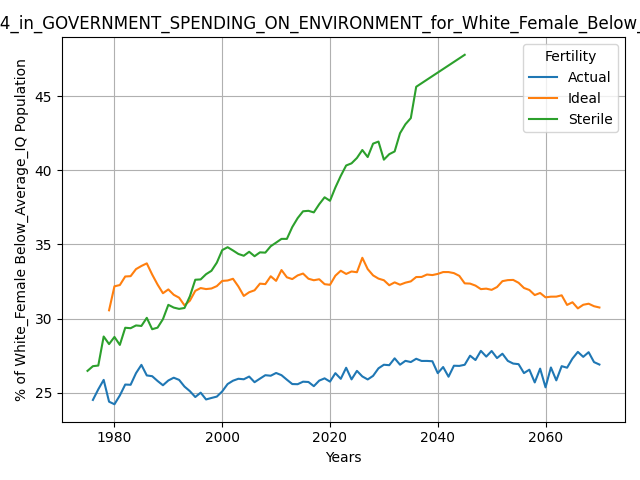 4_in_GOVERNMENT_SPENDING_ON_ENVIRONMENT_for_White_Female_Below_
% of White_Female Below_Average_IQ Population
45
40
35
30
25
Fertility
Actual
Ideal
Sterile
1980
2000
2020
2040
2060
Years